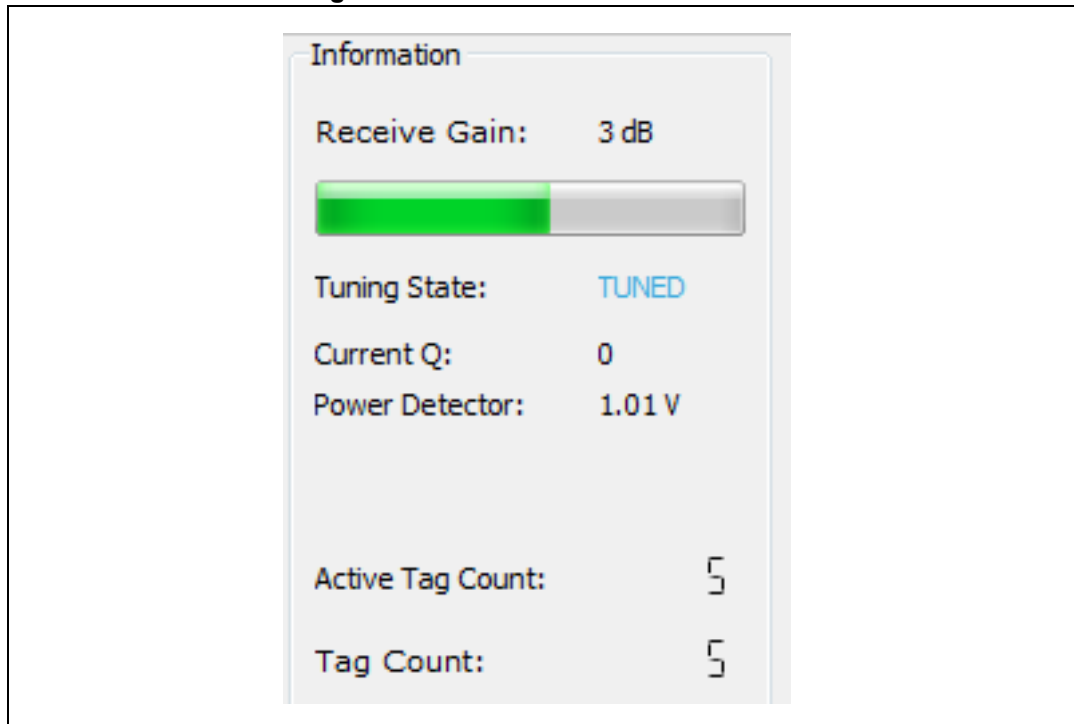 Information
Receive Gain: 3 dB
Tuning State: TUNED
Current Q: 0
Power Detector: 1.01 V
Active Tag Count: 5
Tag Count: 5